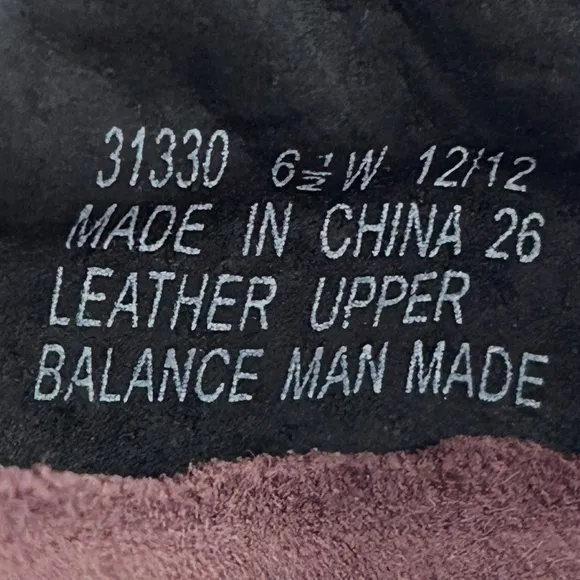 31330 6½W 12/12
MADE IN CHINA 26
LEATHER UPPER
BALANCE MAN MADE